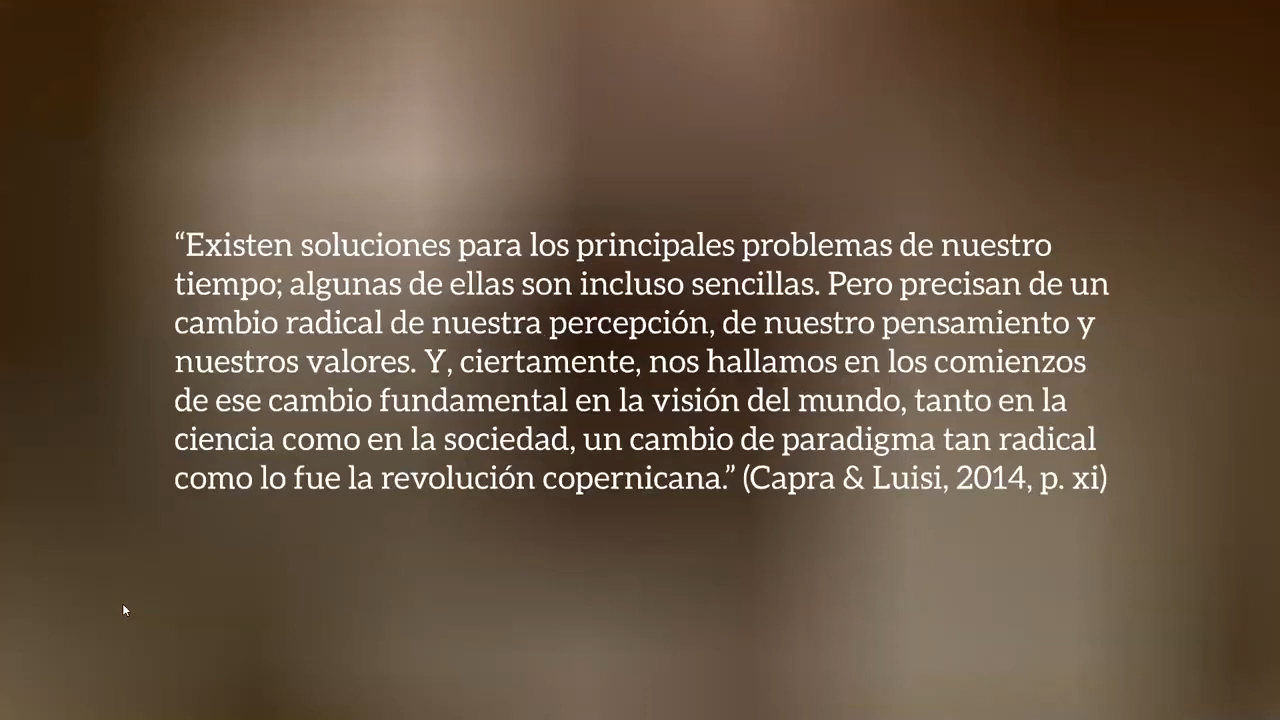 “Existen soluciones para los principales problemas de nuestro
tiempo; algunas de ellas son incluso sencillas. Pero precisan de un
cambio radical de nuestra percepción, de nuestro pensamiento y
nuestros valores. Y, ciertamente, nos hallamos en los comienzos
de ese cambio fundamental en la visión del mundo, tanto en la
ciencia como en la sociedad, un cambio de paradigma tan radical
como lo fue la revolución copernicana.” (Capra & Luisi, 2014, p. xi)